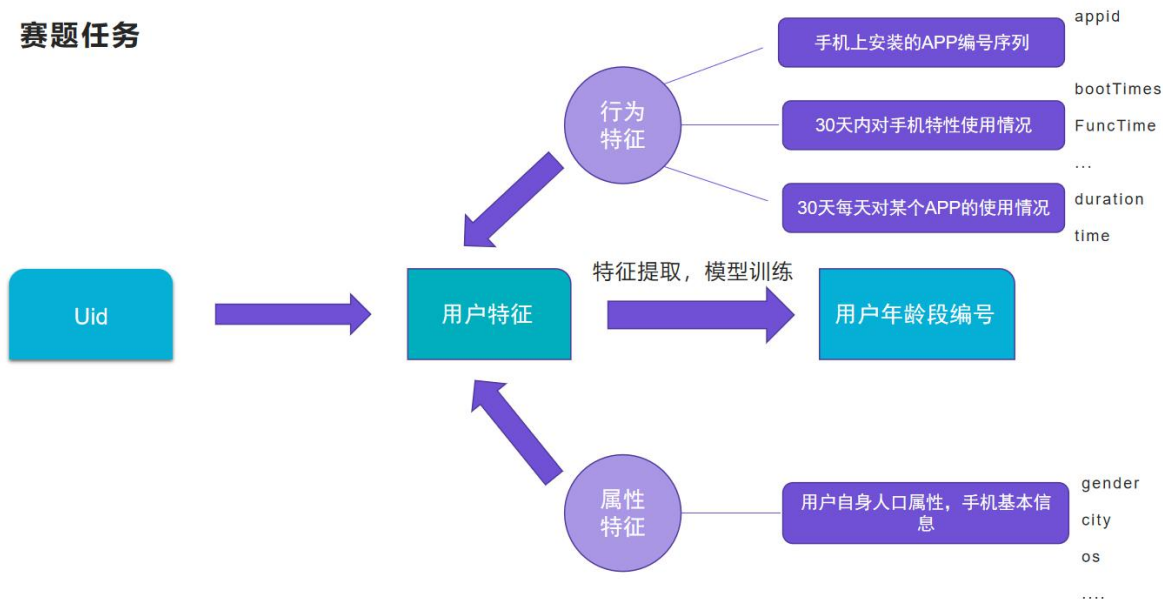 赛题任务
行为
特征
手机上安装的APP编号序列
appid
30天内对手机特性使用情况
bootTimes
FuncTime
...
30天每天对某个APP的使用情况
duration
time
Uid
用户特征
特征提取，模型训练
用户年龄段编号
属性
特征
用户自身人口属性，手机基本信
息
gender
city
os
....